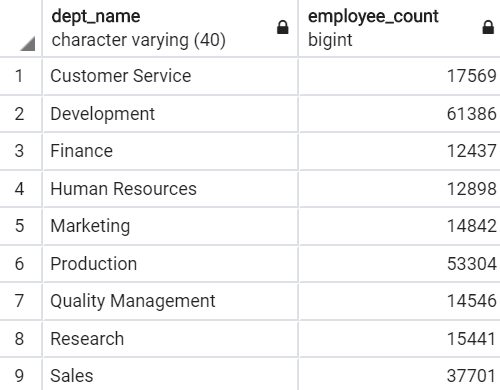 dept_name employee_count
character varying (40) bigint
1 Customer Service 17569
2 Development 61386
3 Finance 12437
4 Human Resources 12898
5 Marketing 14842
6 Production 53304
7 Quality Management 14546
8 Research 15441
9 Sales 37701